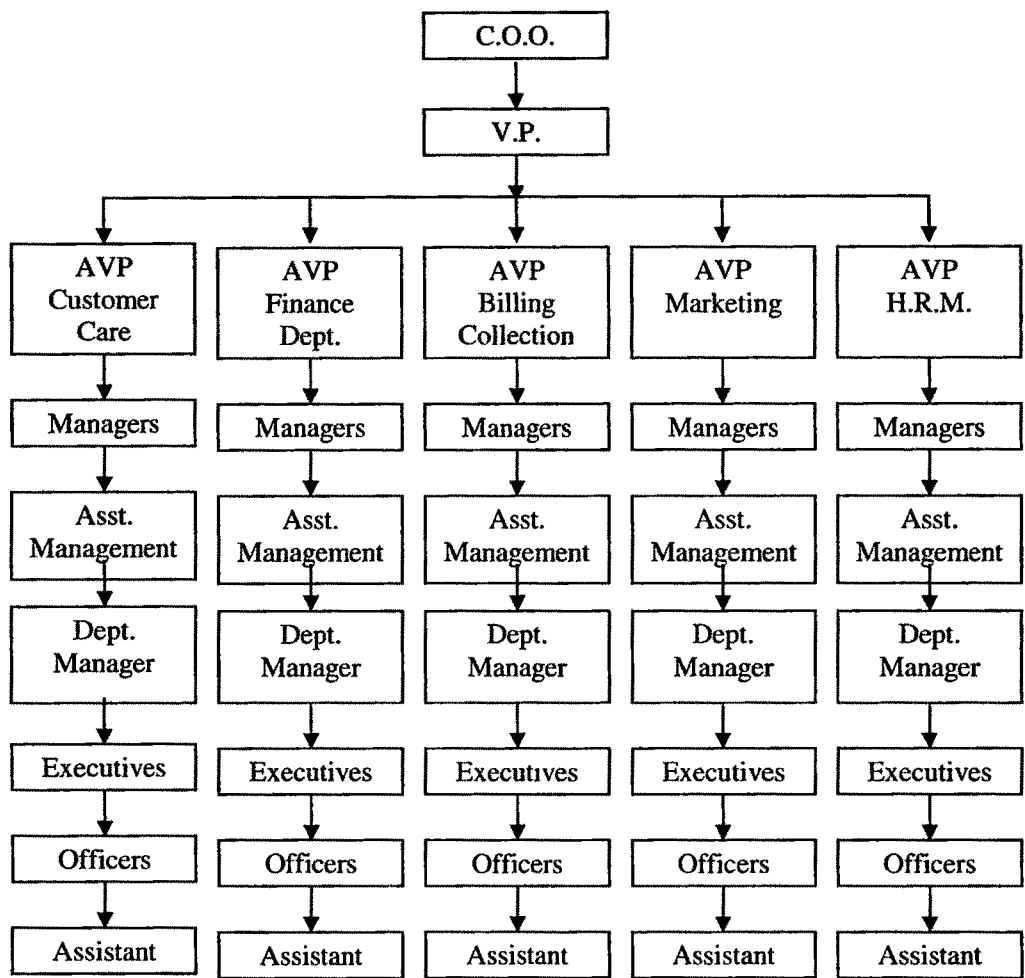 C.O.O.
V.P.
AVP
Customer
Care
AVP
Finance
Dept.
AVP
Billing
Collection
AVP
Marketing
AVP
H.R.M.
Managers
Managers
Managers
Managers
Managers
Asst.
Management
Asst.
Management
Asst.
Management
Asst.
Management
Asst.
Management
Dept.
Manager
Dept.
Manager
Dept.
Manager
Dept.
Manager
Dept.
Manager
Executives
Executives
Executives
Executives
Executives
Officers
Officers
Officers
Officers
Officers
Assistant
Assistant
Assistant
Assistant
Assistant